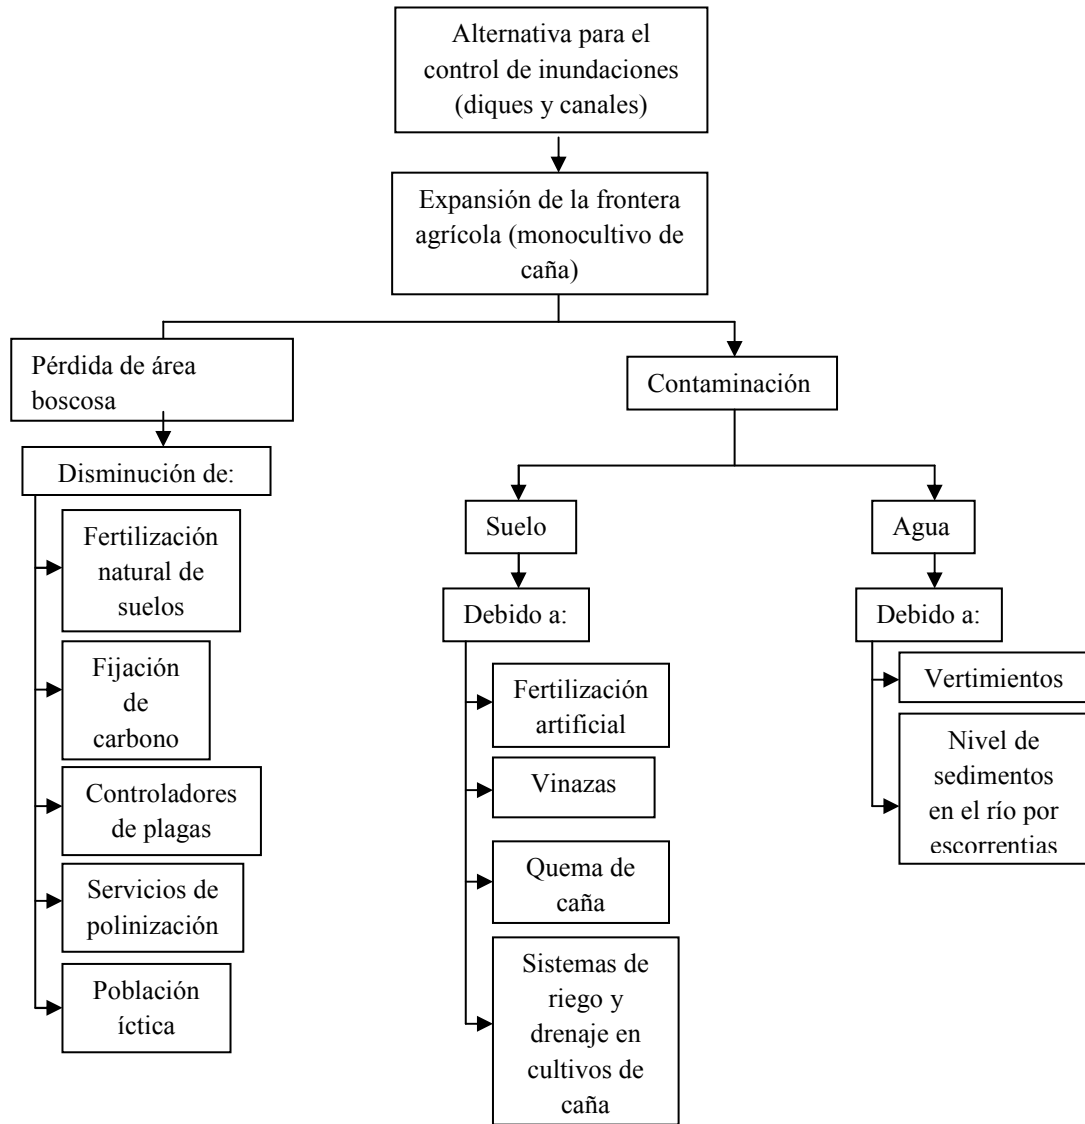 Alternativa para el
control de inundaciones
(diques y canales)
Expansión de la frontera
agrícola (monocultivo de
caña)
Pérdida de área
boscosa
Contaminación
Disminución de:
Fertilización
natural de
suelos
Fijación
de
carbono
Controladores
de plagas
Servicios de
polinización
Población
íctica
Suelo
Debido a:
Fertilización
artificial
Vinazas
Quema de
caña
Sistemas de
riego y
drenaje en
cultivos de
caña
Agua
Debido a:
Vertimientos
Nivel de
sedimentos
en el río por
escorrentias